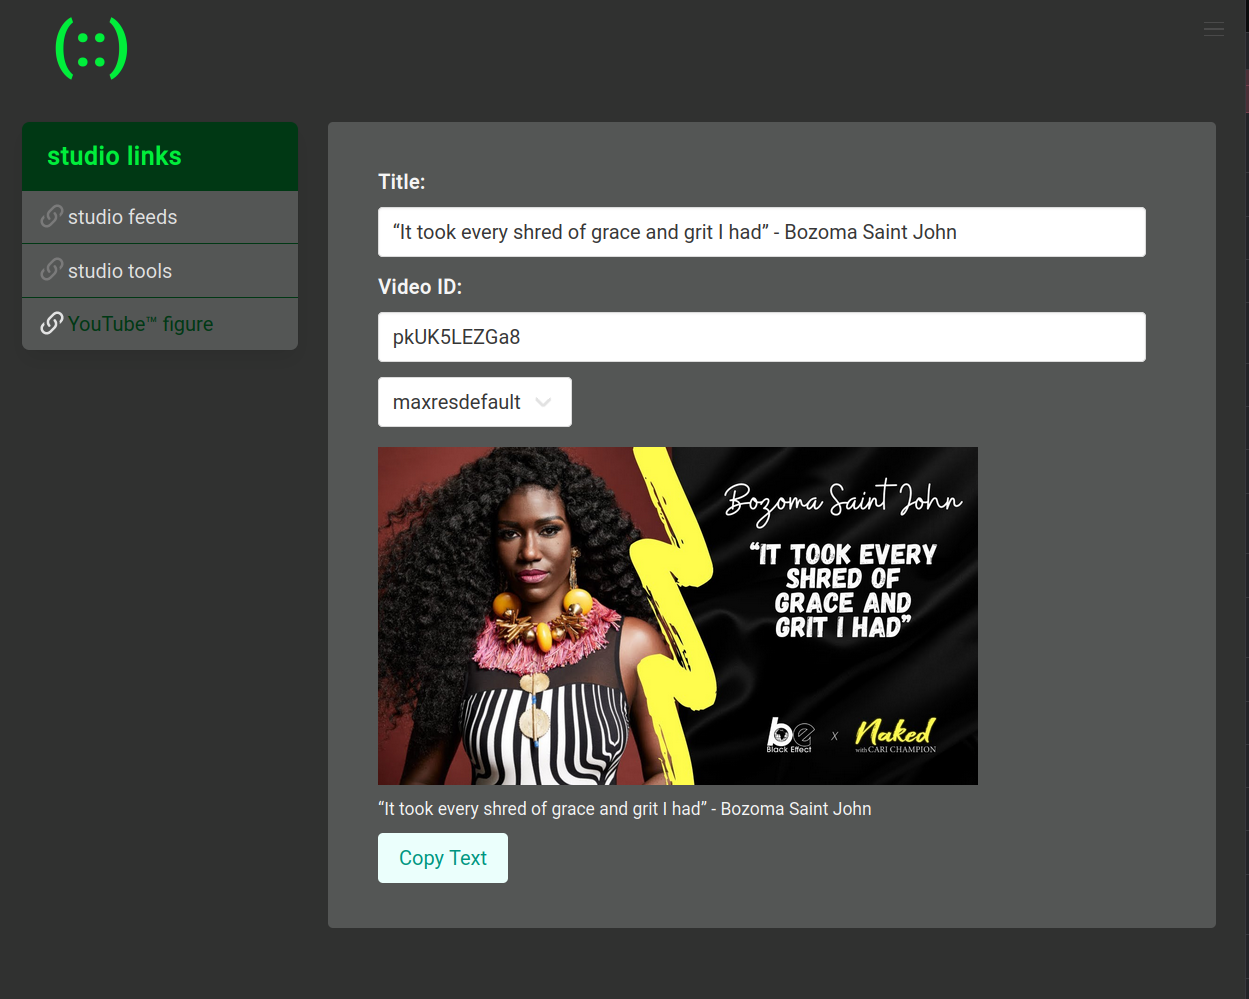 (::)
studio links
studio feeds
studio tools
YouTube™ figure
Title:
“It took every shred of grace and grit I had” - Bozoma Saint John
Video ID:
pkUK5LEZGa8
maxresdefault
Bozoma Saint John
“IT TOOK EVERY
SHRED OF
GRACE AND
GRIT I HAD”
be
Black Effect
x
Naked
with CARI CHAMPION
“It took every shred of grace and grit I had” - Bozoma Saint John
Copy Text